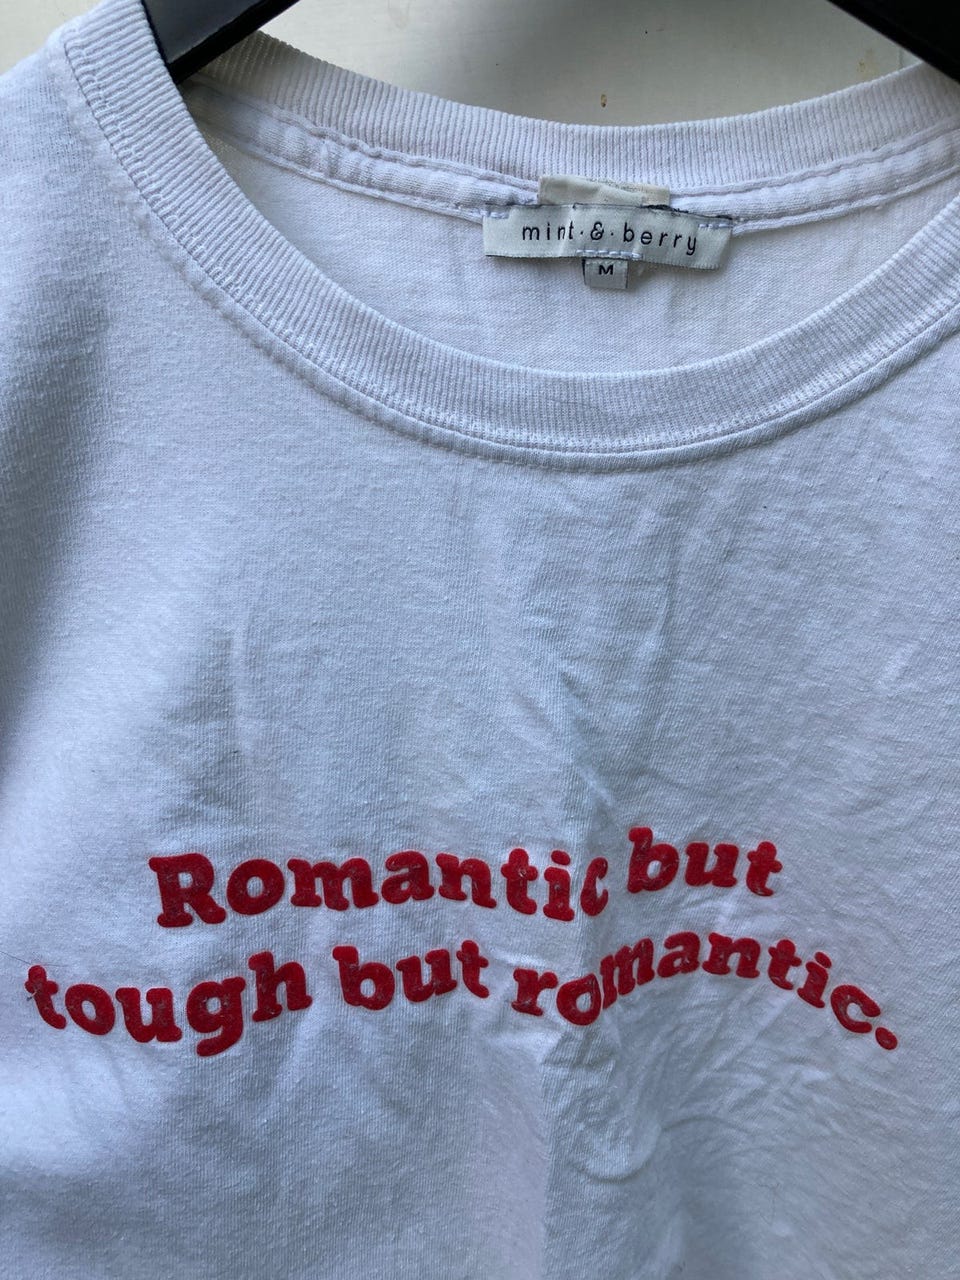 mint·&·berry
M
Romantic but
tough but romantic.